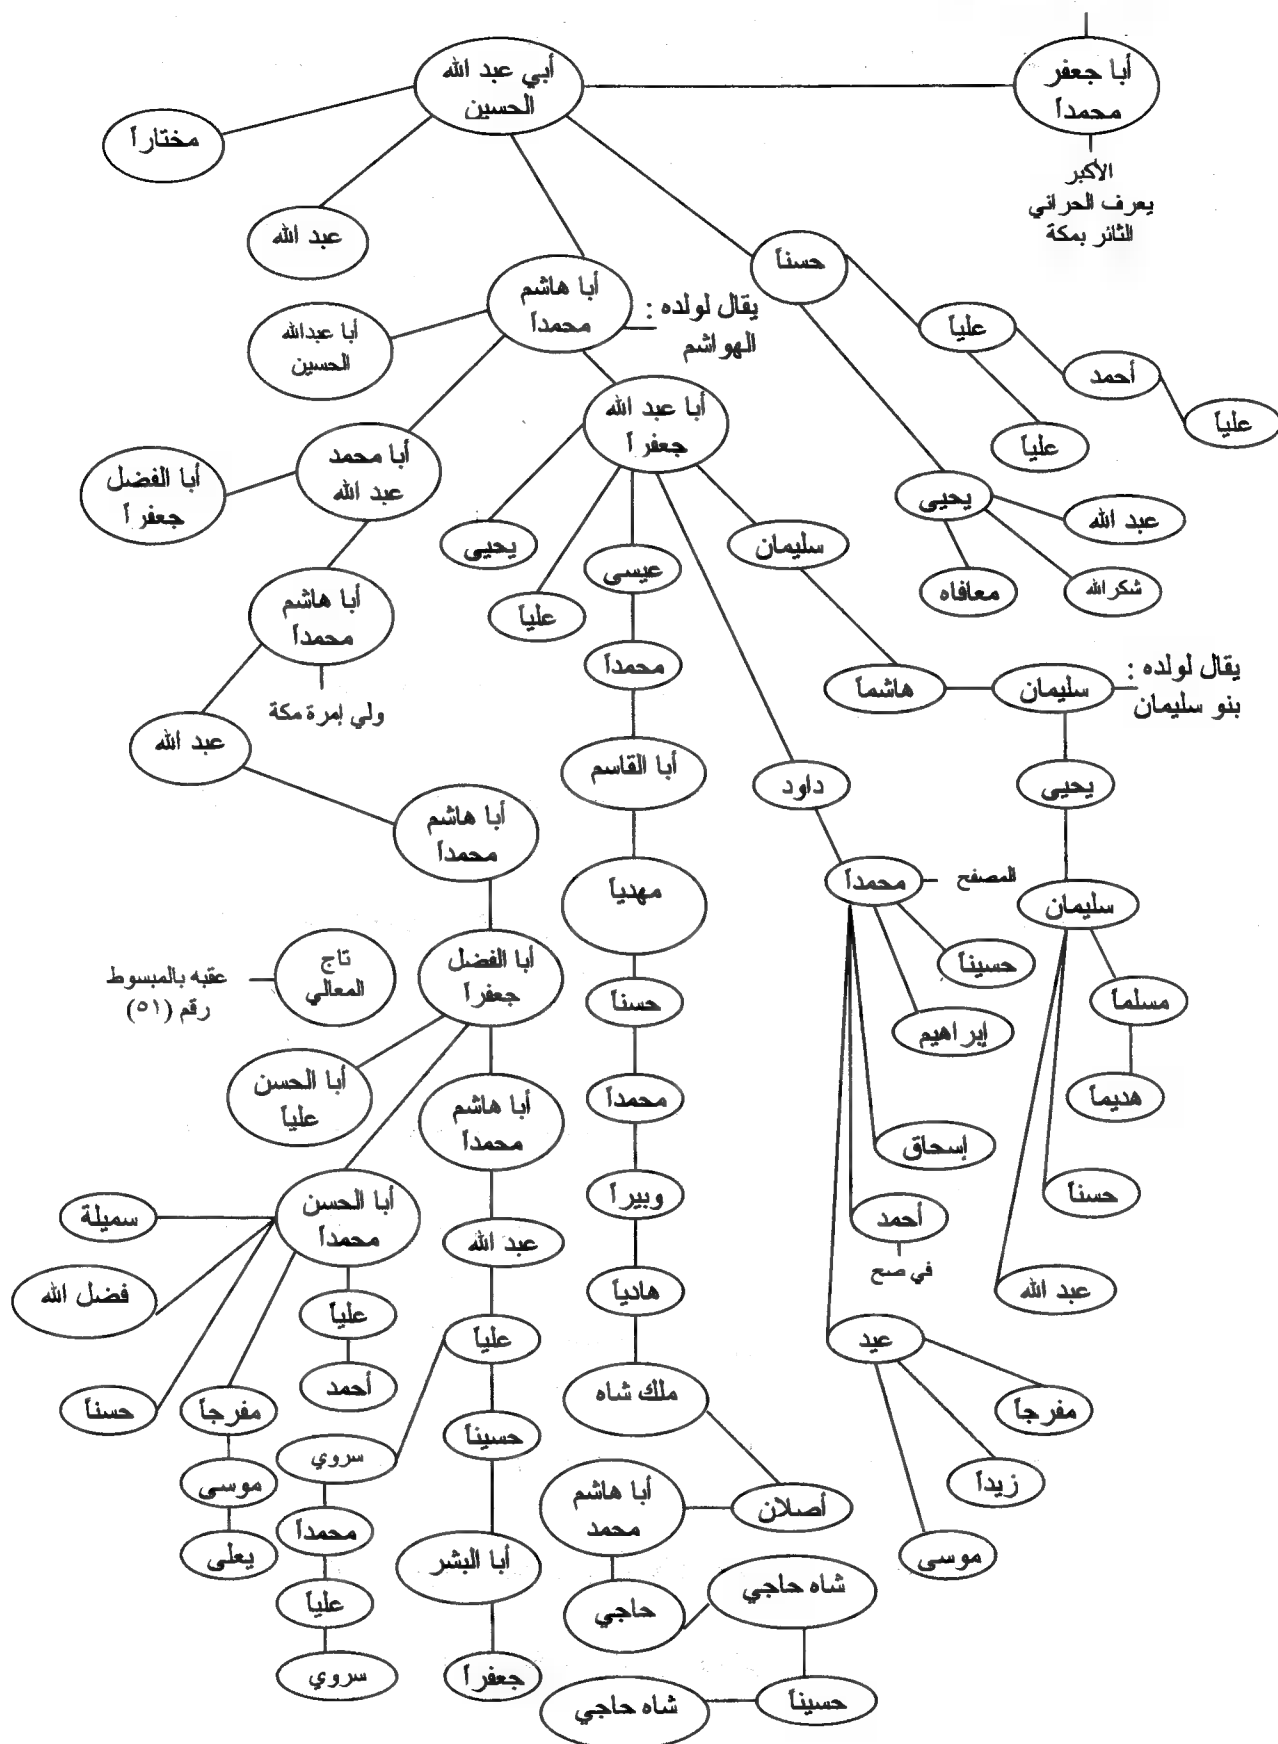 أبا جعفر
محمداً
الأكبر
يعرف الحراني
الثائر بمكة
أبي عبد الله
الحسين
مختاراً
عبد الله
حسناً
أبا هاشم
محمداً
يقال لولده :
الهواشم
أبا عبدالله
الحسين
علياً
أحمد
علياً
علياً
أبا عبد الله
جعفراً
أبا محمد
عبد الله
أبا الفضل
جعفراً
يحيى
عبد الله
شكر الله
معافاه
سليمان
عيسى
يحيى
علياً
أبا هاشم
محمداً
ولي إمرة مكة
محمداً
هاشماً
سليمان
يقال لولده :
بنو سليمان
عبد الله
أبا القاسم
داود
يحيى
أبا هاشم
محمداً
مهدياً
محمداً
المصفح
سليمان
أبا الفضل
جعفراً
تاج
المعالي
عقبه بالمبسوط
رقم (٥١)
حسناً
حسيناً
مسلماً
إبراهيم
أبا الحسن
علياً
أبا هاشم
محمداً
محمداً
هديماً
إسحاق
وبيراً
حسناً
أبا الحسن
محمداً
سميلة
عبد الله
أحمد
في صح
فضل الله
علياً
هادياً
عبد الله
علياً
عيد
أحمد
ملك شاه
مفرجاً
حسناً
مفرجاً
حسيناً
سروي
موسى
زيداً
أصلان
أبا هاشم
محمد
محمداً
يعلى
أبا البشر
موسى
شاه حاجي
حاجي
علياً
سروي
جعفراً
حسيناً
شاه حاجي